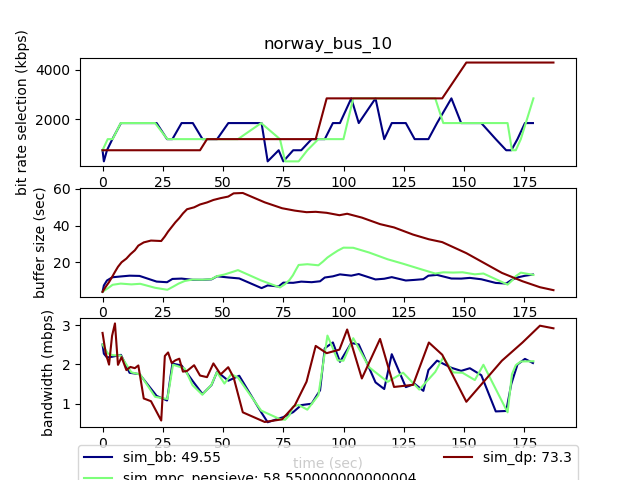 norway_bus_10
bit rate selection (kbps)
4000
2000
0 25 50 75 100 125 150 175
buffer size (sec)
60
40
20
0 25 50 75 100 125 150 175
bandwidth (mbps)
3
2
1
0 25 50 75 100 125 150 175
time (sec)
sim_bb: 49.55
sim_dp: 73.3
sim_mpc_pensieve: 58.550000000000004